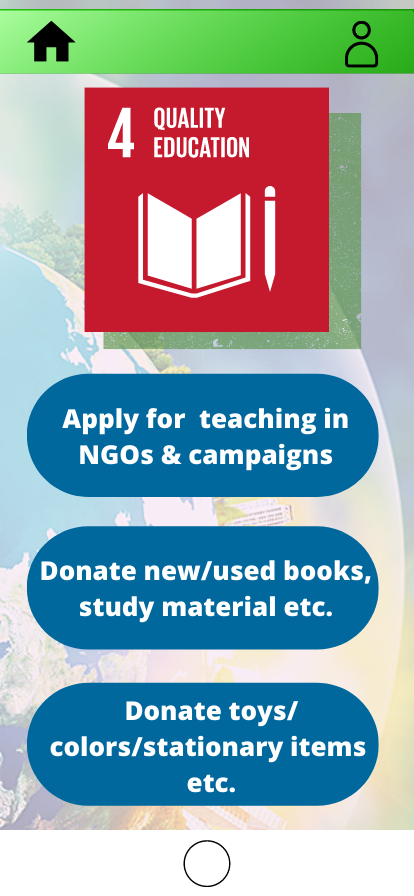 4 QUALITY
EDUCATION
Apply for teaching in
NGOs & campaigns
Donate new/used books,
study material etc.
Donate toys/
colors/stationary items
etc.